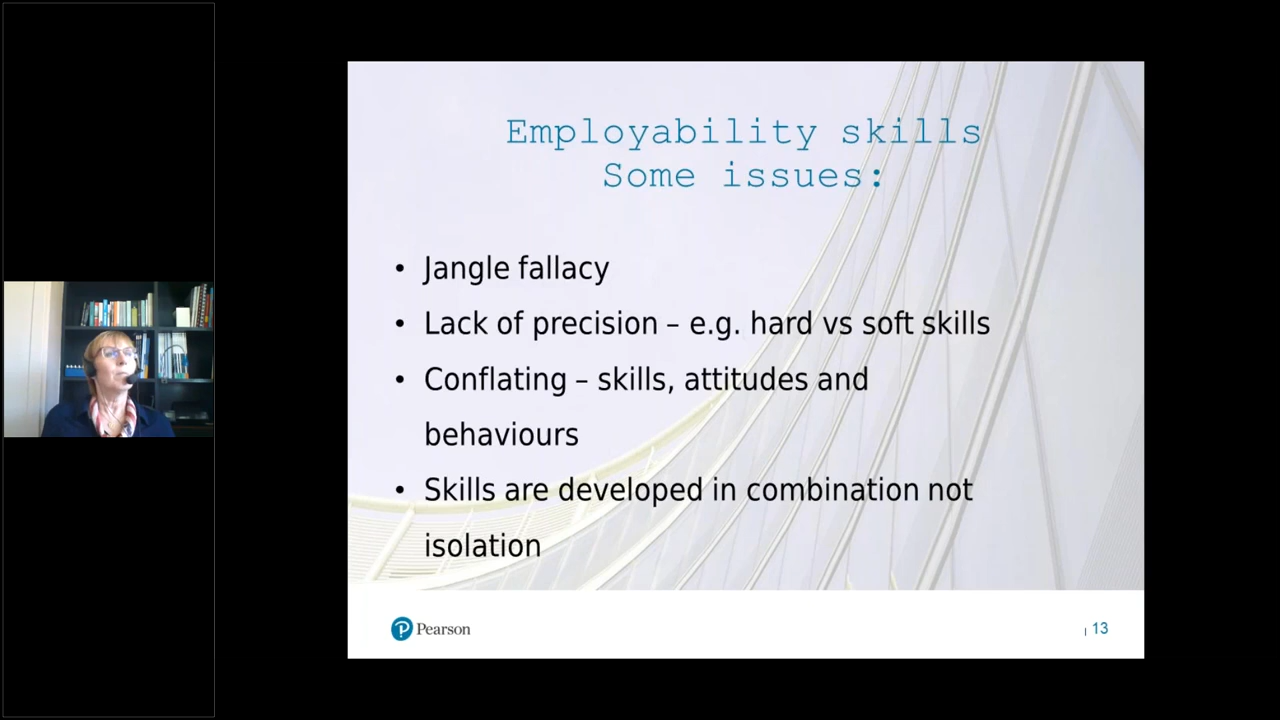 Employability skills
Some issues:
• Jangle fallacy
• Lack of precision – e.g. hard vs soft skills
• Conflating – skills, attitudes and
behaviours
• Skills are developed in combination not
isolation
Pearson
| 13